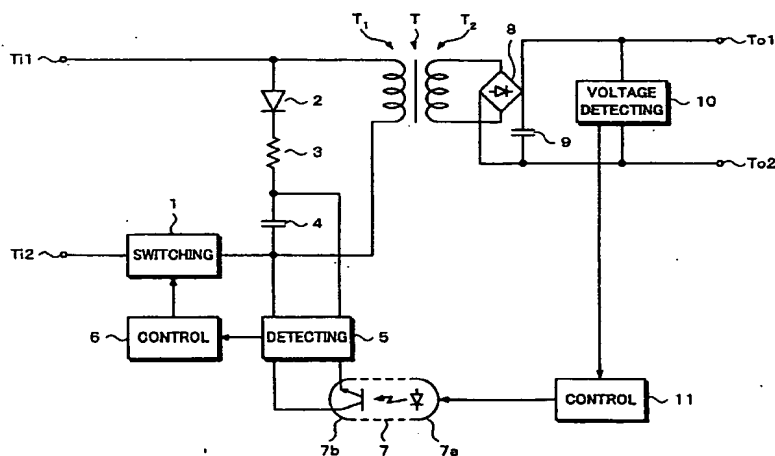 T₁ T T₂
8
Ti1
To1
2
VOLTAGE
DETECTING
10
3
9
To2
1
4
Ti2
SWITCHING
6
CONTROL
DETECTING
5
CONTROL
11
7b
7
7a